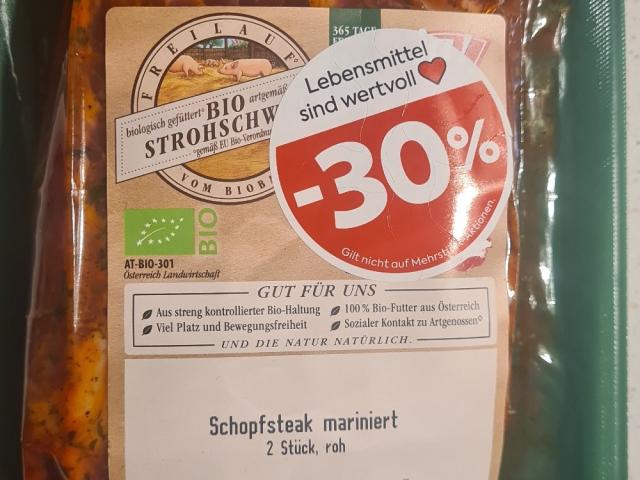 365 TAGE
FREILAUF°
biologisch gefüttert° artgemäß
BIO
STROHSCHW
°gemäß EU Bio-Verordnu
VOM BIOB
Lebensmittel
sind wertvoll
-30%
Gilt nicht auf Mehrst Aktionen.
BIO
AT-BIO-301
Österreich Landwirtschaft
GUT FÜR UNS
Aus streng kontrollierter Bio-Haltung
100% Bio-Futter aus Österreich
Viel Platz und Bewegungsfreiheit
Sozialer Kontakt zu Artgenossen°
UND DIE NATUR NATÜRLICH.
Schopfsteak mariniert
2 Stück, roh